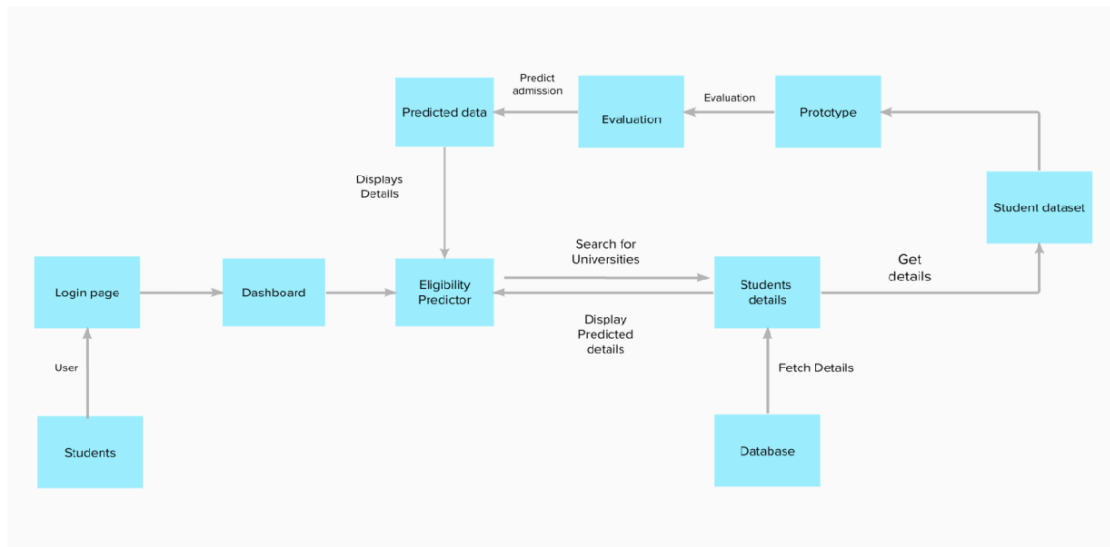 Predict
admission
Evaluation
Predicted data
Evaluation
Prototype
Displays
Details
Student dataset
Search for
Universities
Get
details
Login page
Dashboard
Eligibility
Predictor
Students
details
Display
Predicted
details
User
Fetch Details
Students
Database